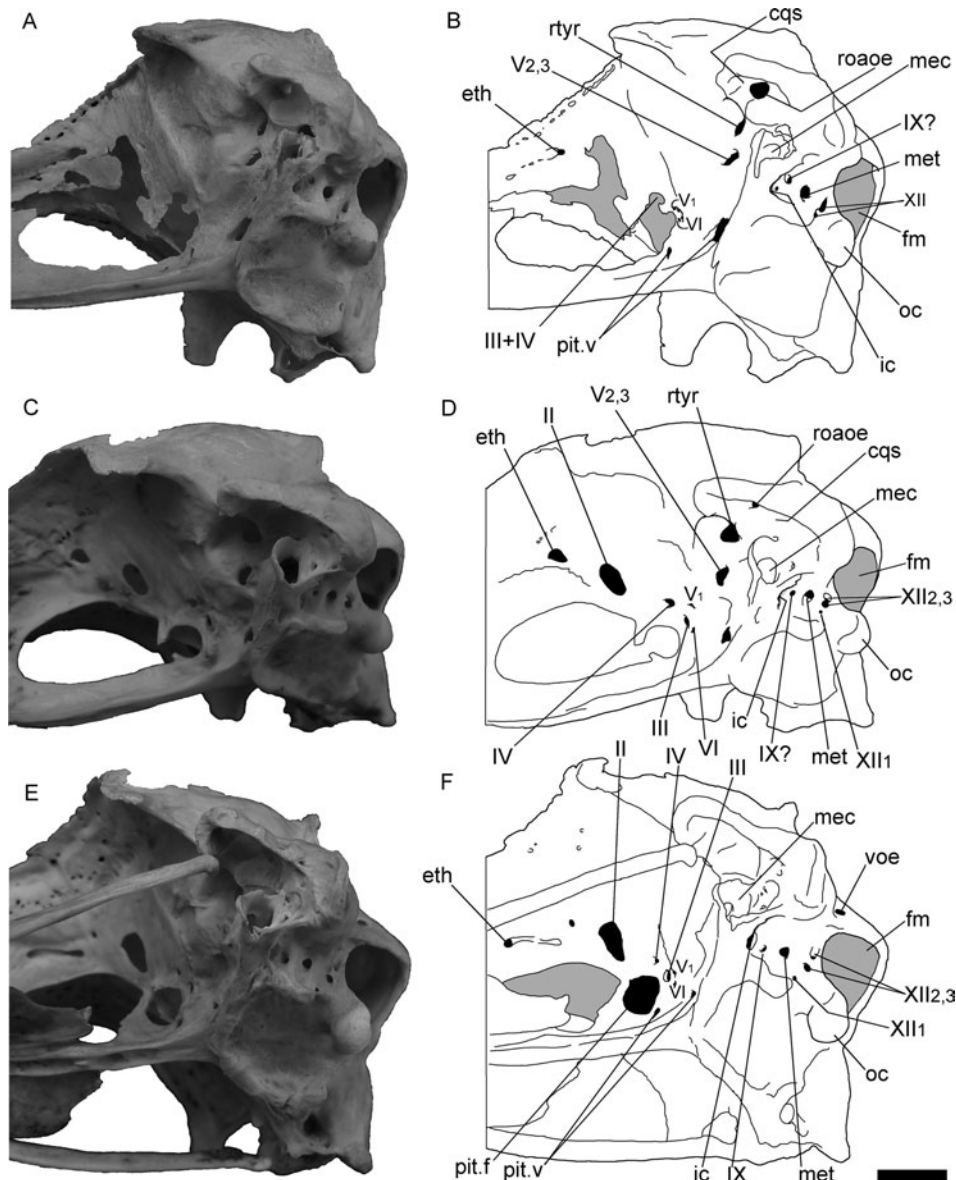 A
B
cqs
rtyr
roaoe
V2,3
mec
eth
IX?
met
V1
XII
VI
fm
oc
III+IV
pit.v
ic
C
D
V2,3
rtyr
II
roaoe
eth
cqs
mec
fm
V1
XII2,3
oc
ic
III
VI
IV
IX?
met
XII1
E
F
II
IV
III
mec
eth
voe
fm
V1
VI
XII2,3
XII1
oc
pit.f
pit.v
ic
IX
met